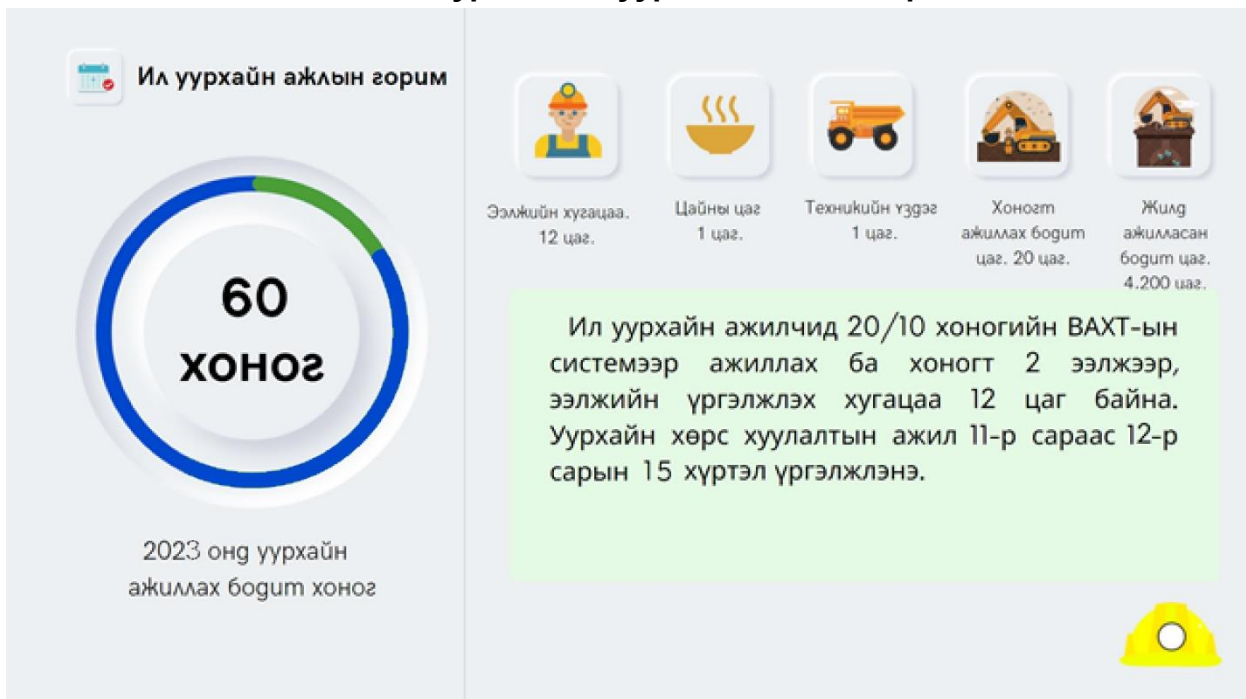 Ил уурхайн ажлын горим
60
хоног
2023 онд уурхайн
ажиллах бодит хоног
Ээлжийн хугацаа.
12 цаг.
Цайны цаг
1 цаг.
Техникийн үздэг
1 цаг.
Хоногт
ажиллах бодит
цаг. 20 цаг.
Жилд
ажилласан
бодит цаг.
4.200 цаг.
Ил уурхайн ажилчид 20/10 хоногийн ВАХТ-ын
системээр ажиллах ба хоногт 2 ээлжээр,
ээлжийн үргэлжлэх хугацаа 12 цаг байна.
Уурхайн хөрс хуулалтын ажил 11-р сараас 12-р
сарын 15 хүртэл үргэлжлэнэ.